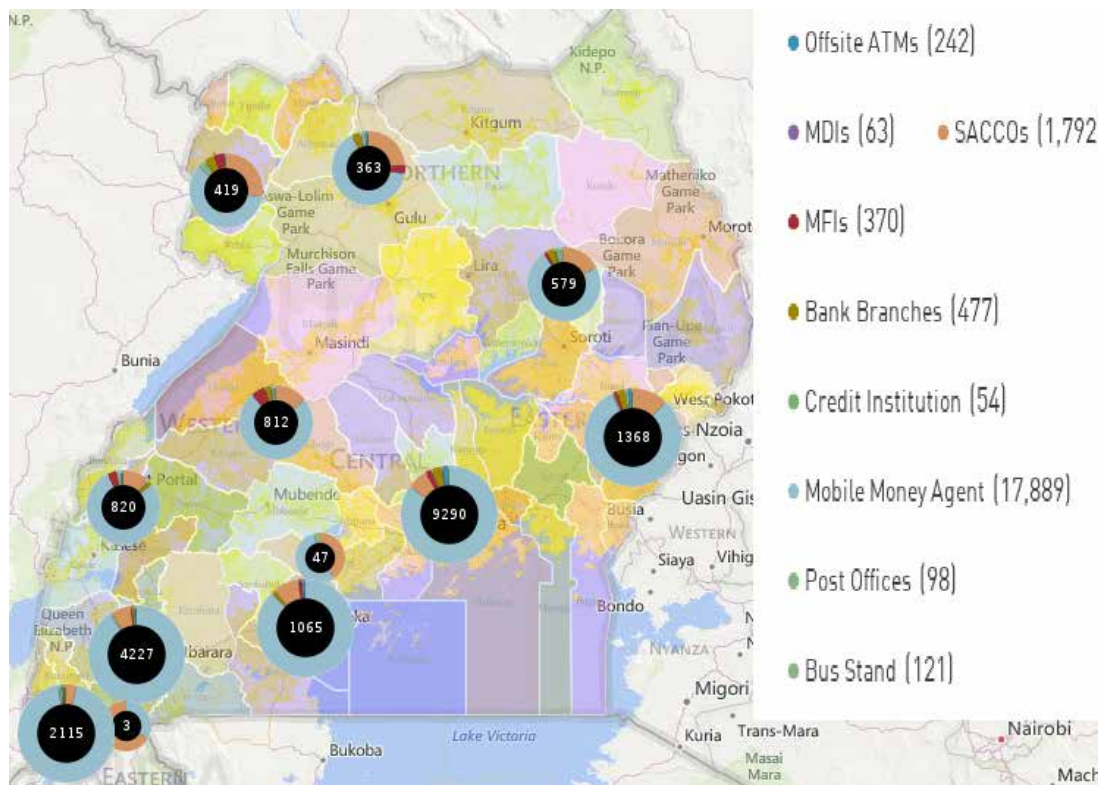 N.P.
Kidepo
N.P.
Kitgum
363
NORTHERN
419
Aswa-Lolim
Game
Park
Gulu
Matheniko
Game
Park
Murchison
Falls Game
Park
Lira
Bokora
Game
Park
Morot
579
Masindi
Soroti
Pian-Upe
Game
Park
Bunia
West Pokot
WESTERN
812
EASTERN
1368
s Nzoia
gon
CENTRAL
Portal
Mubende
820
9290
Uasin Gis
Busia
WESTERN
Kasese
47
Siaya
Vihig
Queen
Elizabeth
N.P.
1065
ka
Bondo
4227
Mbarara
NYANZA
2115
3
Migori
Lake Victoria
Kuria
Trans-Mara
Nairobi
Bukoba
Masai
Mara
EASTERN
Mach
Offsite ATMs (242)
MDIs (63) SACCOs (1,792
MFIs (370)
Bank Branches (477)
Credit Institution (54)
Mobile Money Agent (17,889)
Post Offices (98)
Bus Stand (121)